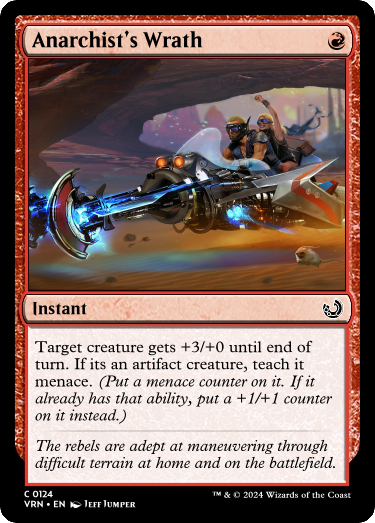 Anarchist's Wrath
Instant
Target creature gets +3/+0 until end of
turn. If its an artifact creature, teach it
menace. (Put a menace counter on it. If it
already has that ability, put a +1/+1 counter
on it instead.)
The rebels are adept at maneuvering through
difficult terrain at home and on the battlefield.
C 0124
VRN • EN Jeff Jumper
™ & © 2024 Wizards of the Coast